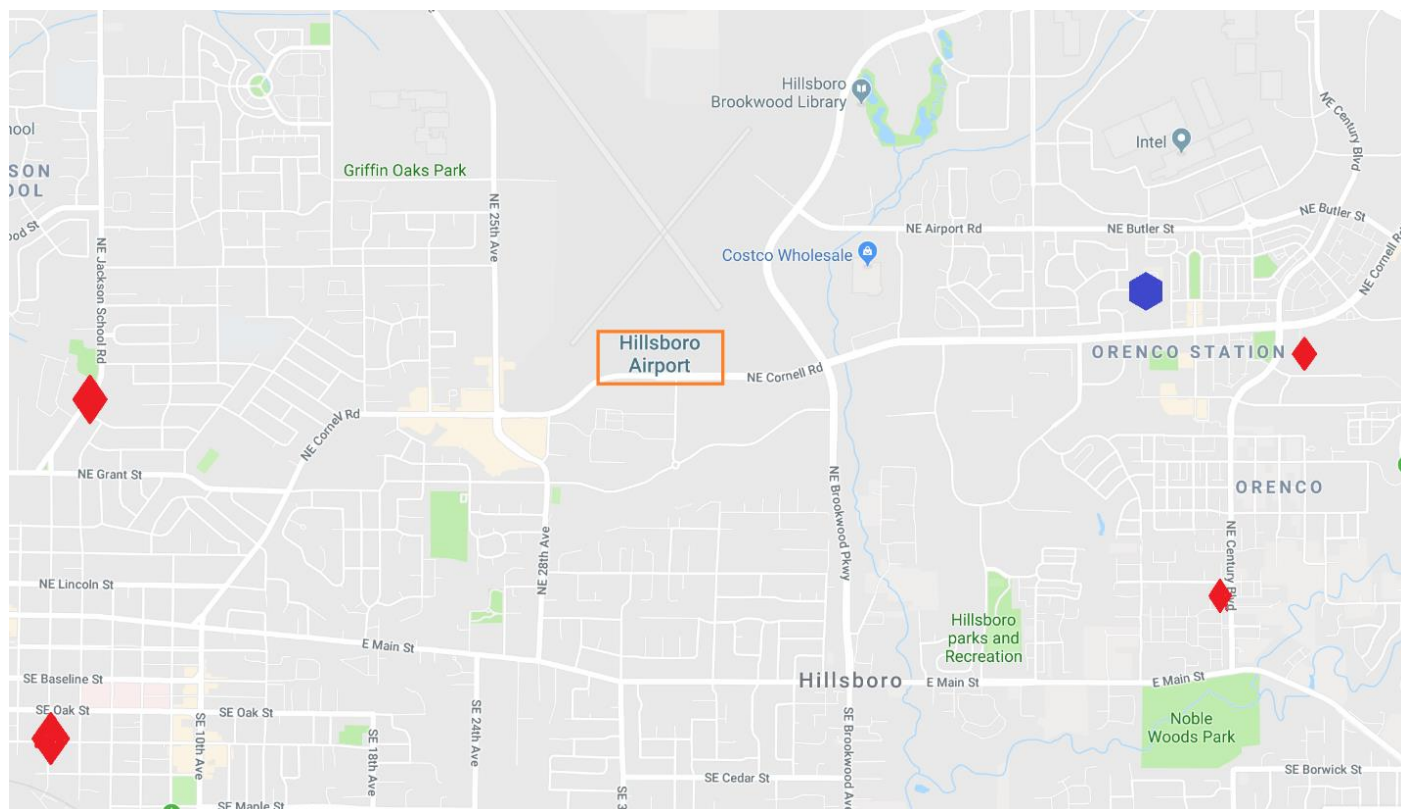 Hillsboro
Brookwood Library
hool
Intel
NE Century Blvd
SON
OOL
Griffin Oaks Park
NE 25th Ave
NE Butler St
ood St
NE Airport Rd
NE Butler St
NE Jackson School Rd
Costco Wholesale
NE Cornell Rd
Hillsboro
Airport
ORENCO STATION
NE Cornell Rd
NE Cornell Rd
NE Grant St
ORENCO
NE Brookwood Pkwy
NE 28th Ave
NE Century Blvd
NE Lincoln St
Hillsboro
parks and
Recreation
E Main St
SE Baseline St
Hillsboro
E Main St
E Main St
SE Oak St
SE Oak St
Noble
Woods Park
SE 10th Ave
SE 18th Ave
SE 24th Ave
SE Brookwood Ave
SE Cedar St
SE Borwick St
SE 3
SE Maple St